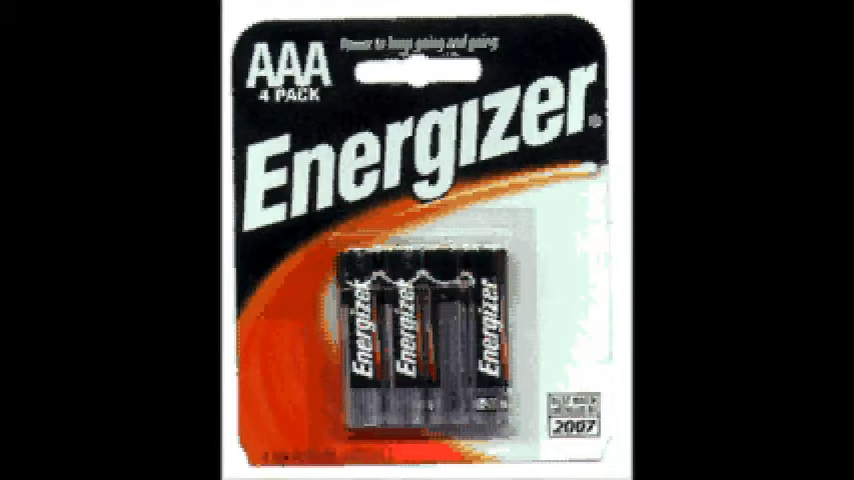 AAA
4 PACK
Power to keep going and going
Energizer®
Energizer
Energizer
Energizer
2007